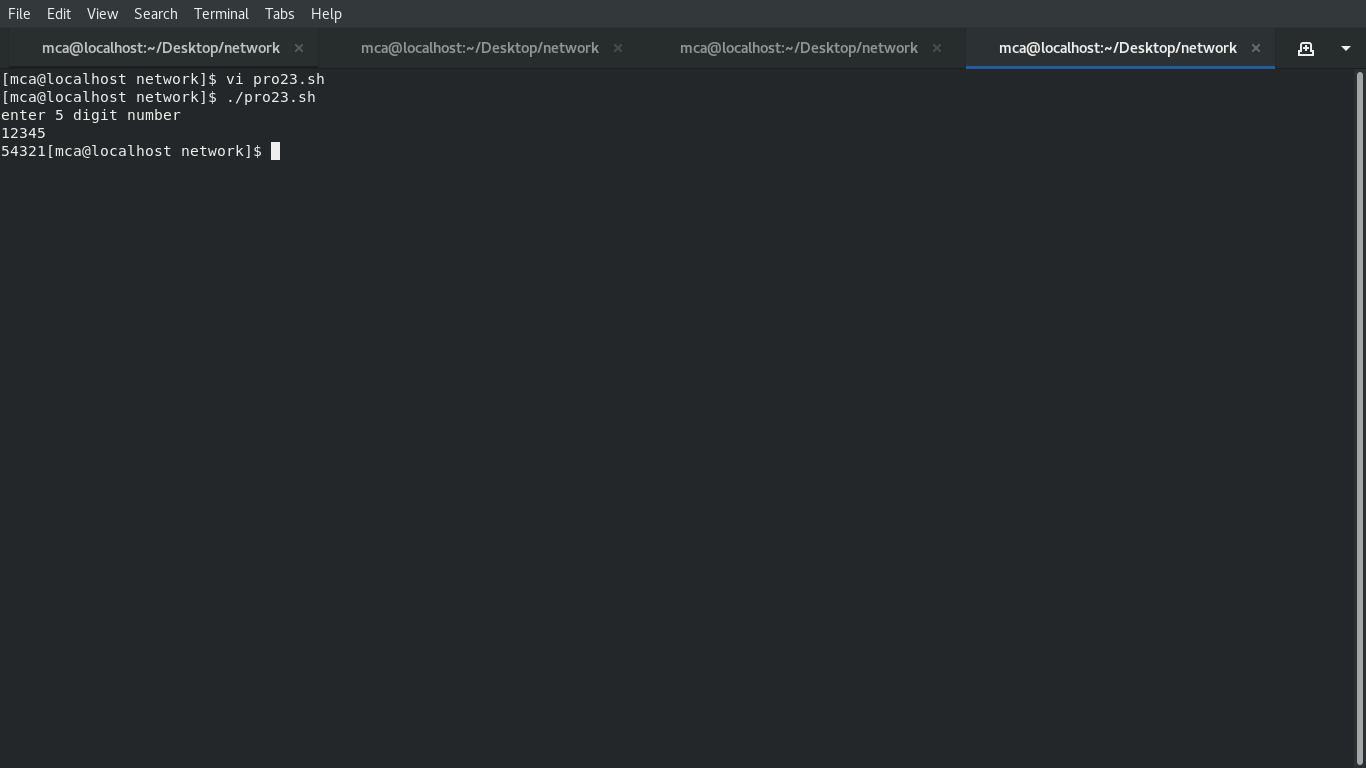 File Edit View Search Terminal Tabs Help
mca@localhost:~/Desktop/network × mca@localhost:~/Desktop/network × mca@localhost:~/Desktop/network × mca@localhost:~/Desktop/network ×
[mca@localhost network]$ vi pro23.sh
[mca@localhost network]$ ./pro23.sh
enter 5 digit number
12345
54321[mca@localhost network]$